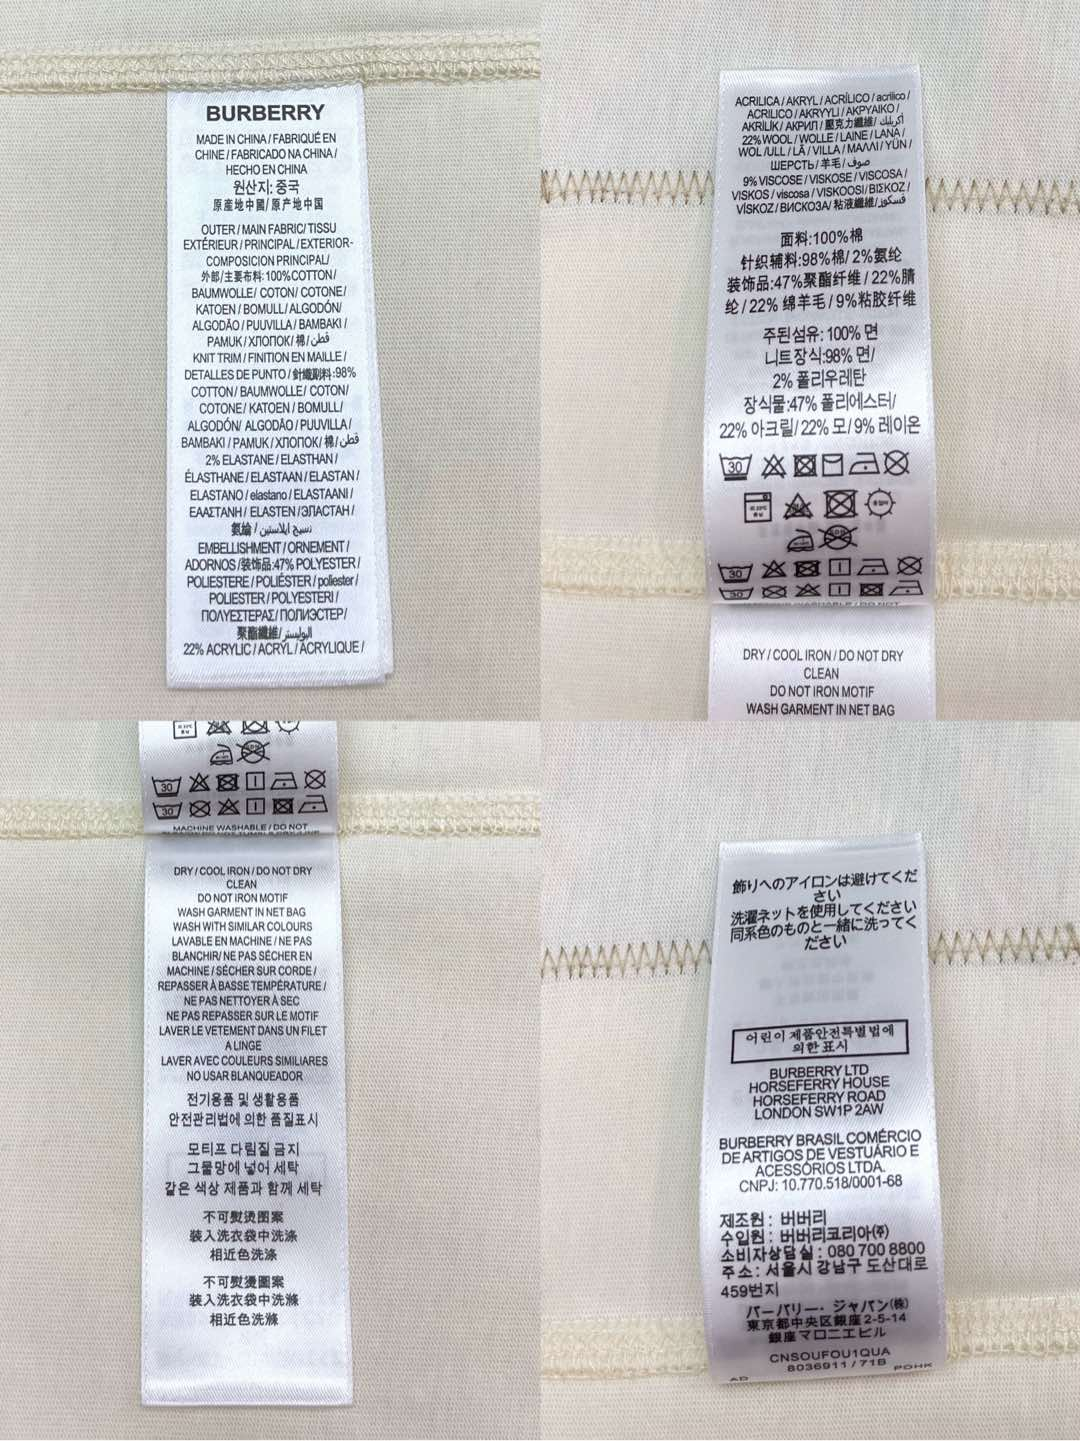 BURBERRY
MADE IN CHINA / FABRIQUÉ EN
CHINE / FABRICADO NA CHINA /
HECHO EN CHINA
원산지: 중국
原產地中國/ 原产地中国
OUTER / MAIN FABRIC/ TISSU
EXTÉRIEUR / PRINCIPAL / EXTERIOR-
COMPOSICION PRINCIPAL/
外部/主要布料: 100%COTTON /
BAUMWOLLE / COTON / COTONE /
KATOEN / BOMULL / ALGODÓN/
ALGODÃO / PUUVILLA / BAMBAKI /
PAMUK / ХЛОПОК/ 棉/ قطن/
KNIT TRIM / FINITION EN MAILLE /
DETALLES DE PUNTO / 針織副料:98%
COTTON / BAUMWOLLE/ COTON/
COTONE / KATOEN / BOMULL/
ALGODÓN/ ALGODÃO / PUUVILLA /
BAMBAKI / PAMUK / ХЛОПОК/ 棉/ قطن/
2% ELASTANE / ELASTHAN /
ÉLASTHANE / ELASTAAN / ELASTAN /
ELASTANO / elastano / ELASTAANI /
ΕΛΑΣΤΑΝΗ / ELASTEN / ЭЛАСТАН /
氨綸 / نسيج ايلاستين /
EMBELLISHMENT / ORNEMENT /
ADORNOS /装饰品:47% POLYESTER /
POLIESTERE / POLIÉSTER / poliester /
POLIESTER / POLYESTERI /
ΠΟΛΥΕΣΤΕΡΑΣ / ПОЛИЭСТЕР /
聚酯纖維/ البوليستر /
22% ACRYLIC / ACRYL / ACRYLIQUE /
ACRILICA / AKRYL / ACRÍLICO / acrilico /
ACRILICO / AKRYYLI / ΑΚΡΥΛΙΚΟ /
AKRİLİK / АКРИЛ / 壓克力纖維/ أكريليك /
22% WOOL / WOLLE / LAINE / LANA /
WOL /ULL / LÃ / VILLA / ΜΑΛΛΙ / YÜN /
ШЕРСТЬ / 羊毛 / صوف /
9% VISCOSE / VISKOSE / VISCOSA /
VISKOS / viscosa / VISKOOSI / ΒΙΣΚΟΖ /
VİSKOZ / ВИСКОЗА/ 粘液纖維/ فسكوز /
面料:100%棉
针织辅料:98%棉/ 2%氨纶
装饰品:47%聚酯纤维 / 22%腈
纶 / 22% 绵羊毛 / 9%粘胶纤维
주된섬유: 100% 면
니트장식:98% 면/
2% 폴리우레탄
장식물:47% 폴리에스터/
22% 아크릴/ 22% 모/ 9% 레이온
30
30
30
DRY / COOL IRON / DO NOT DRY
CLEAN
DO NOT IRON MOTIF
WASH GARMENT IN NET BAG
30
30
MACHINE WASHABLE / DO NOT
DRY / COOL IRON / DO NOT DRY
CLEAN
DO NOT IRON MOTIF
WASH GARMENT IN NET BAG
WASH WITH SIMILAR COLOURS
LAVABLE EN MACHINE / NE PAS
BLANCHIR/ NE PAS SÉCHER EN
MACHINE / SÉCHER SUR CORDE /
REPASSER À BASSE TEMPÉRATURE /
NE PAS NETTOYER À SEC
NE PAS REPASSER SUR LE MOTIF
LAVER LE VETEMENT DANS UN FILET
A LINGE
LAVER AVEC COULEURS SIMILIARES
NO USAR BLANQUEADOR
전기용품 및 생활용품
안전관리법에 의한 품질표시
모티프 다림질 금지
그물망에 넣어 세탁
같은 색상 제품과 함께 세탁
不可熨烫图案
装入洗衣袋中洗涤
相近色洗涤
不可熨燙圖案
裝入洗衣袋中洗滌
相近色洗滌
飾りへのアイロンは避けてくだ
さい
洗濯ネットを使用してください
同系色のものと一緒に洗ってく
ださい
어린이 제품안전특별법에
의한 표시
BURBERRY LTD
HORSEFERRY HOUSE
HORSEFERRY ROAD
LONDON SW1P 2AW
BURBERRY BRASIL COMÉRCIO
DE ARTIGOS DE VESTUÁRIO E
ACESSÓRIOS LTDA.
CNPJ: 10.770.518/0001-68
제조원 : 버버리
수입원 : 버버리코리아㈜
소비자상담실 : 080 700 8800
주소: 서울시 강남구 도산대로
459번지
バーバリー・ジャパン(株)
東京都中央区銀座2-5-14
銀座マロニエビル
CNSOUFOU1QUA
8036911 / 71B
AD
POHK